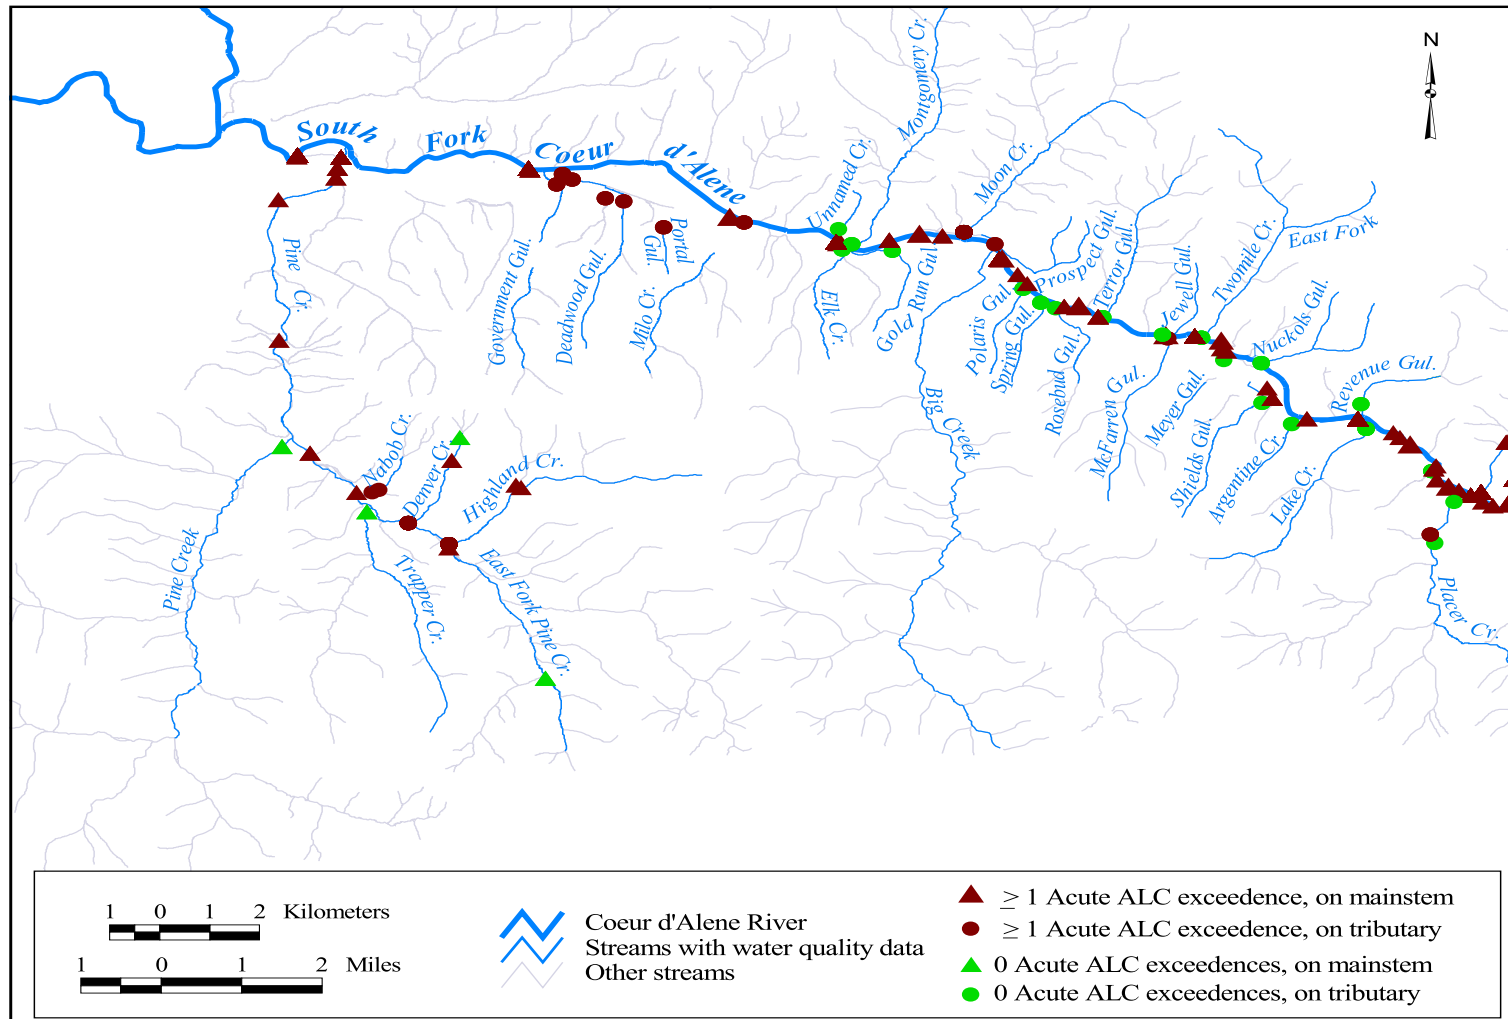 N
South Fork Coeur d'Alene
Montgomery Cr.
Unnamed Cr.
Moon Cr.
Pine Cr.
Government Gul.
Deadwood Gul.
Portal
Gul.
Milo Cr.
Elk Cr.
Gold Run Gul.
Big Creek
Polaris Gul.
Spring Gul.
Prospect Gul.
Terror Gul.
Rosebud Gul.
Jewell Gul.
McFarren Gul.
Meyer Gul.
Twomile Cr.
East Fork
Nuckols Gul.
Shields Gul.
Argentine Cr.
Lake Cr.
Revenue Gul.
Placer Cr.
Nabob Cr.
Denver Cr.
Highland Cr.
Pine Creek
Trapper Cr.
East Fork Pine Cr.
1 0 1 2 Kilometers
1 0 1 2 Miles
Coeur d'Alene River
Streams with water quality data
Other streams
≥ 1 Acute ALC exceedence, on mainstem
≥ 1 Acute ALC exceedence, on tributary
0 Acute ALC exceedences, on mainstem
0 Acute ALC exceedences, on tributary